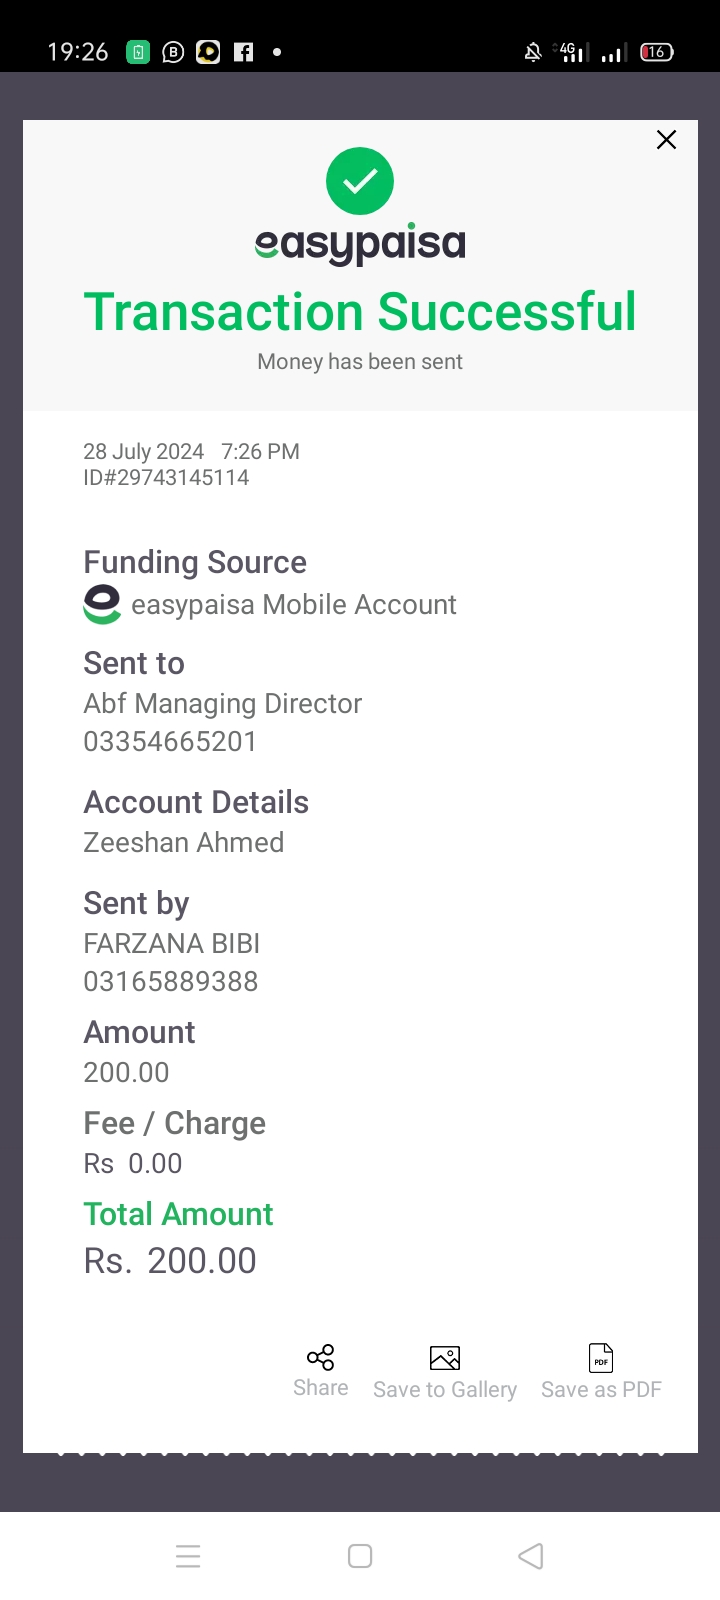 19:26
4G
16
easypaisa
Transaction Successful
Money has been sent
28 July 2024 7:26 PM
ID#29743145114
Funding Source
easypaisa Mobile Account
Sent to
Abf Managing Director
03354665201
Account Details
Zeeshan Ahmed
Sent by
FARZANA BIBI
03165889388
Amount
200.00
Fee / Charge
Rs 0.00
Total Amount
Rs. 200.00
PDF
Share Save to Gallery Save as PDF